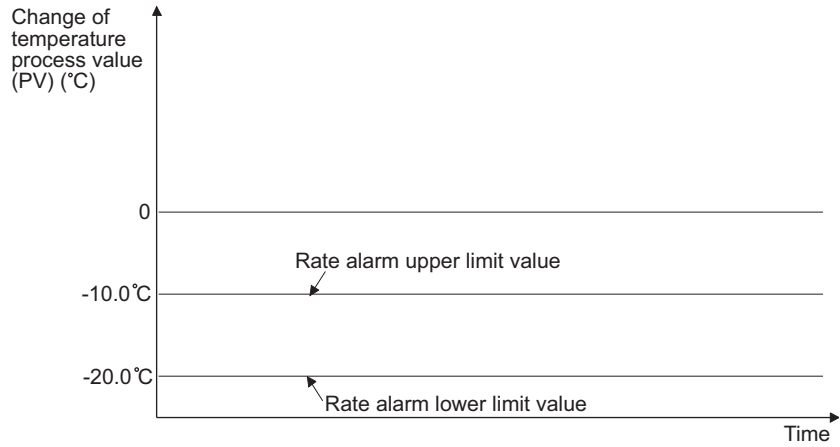 Change of
temperature
process value
(PV) (℃)
0
Rate alarm upper limit value
-10.0℃
-20.0℃
Rate alarm lower limit value
Time